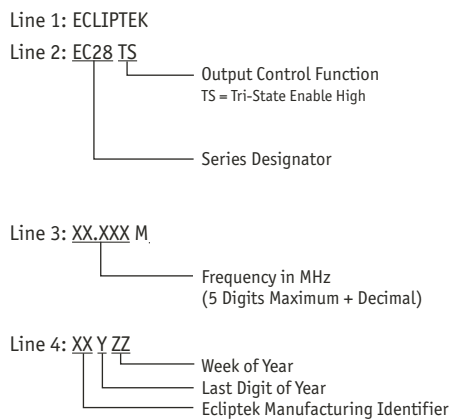 Line 1: ECLIPTEK
Line 2: EC28 TS
Output Control Function
TS = Tri-State Enable High
Series Designator
Line 3: XX.XXX M
Frequency in MHz
(5 Digits Maximum + Decimal)
Line 4: XX Y ZZ
Week of Year
Last Digit of Year
Ecliptek Manufacturing Identifier